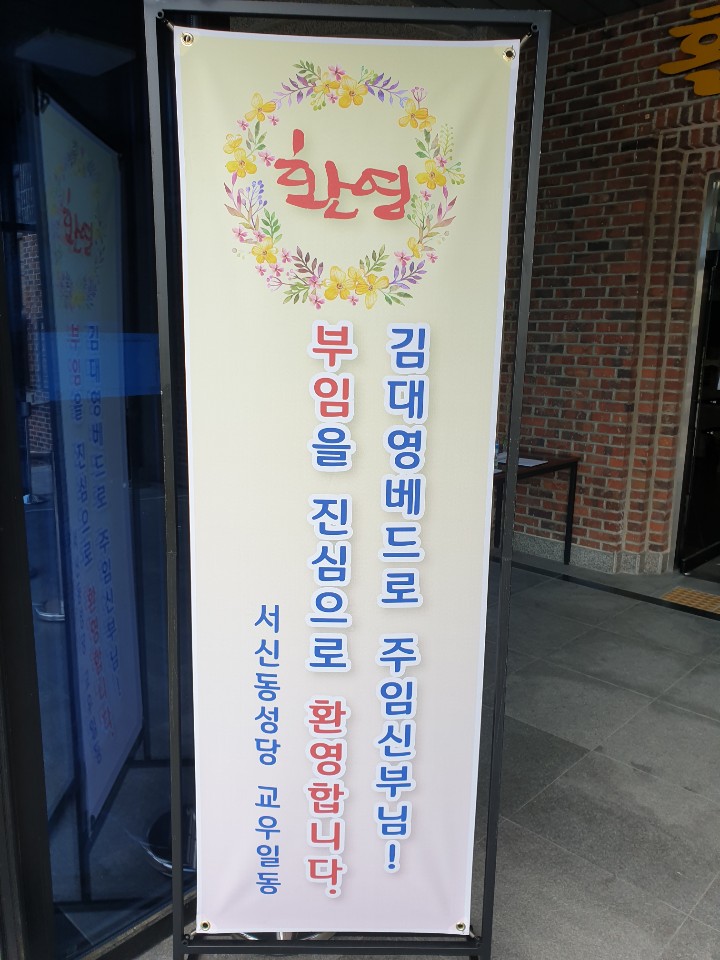 환영
김대영베드로 주임신부님!
부임을 진심으로 환영합니다.
서신동성당 교우일동